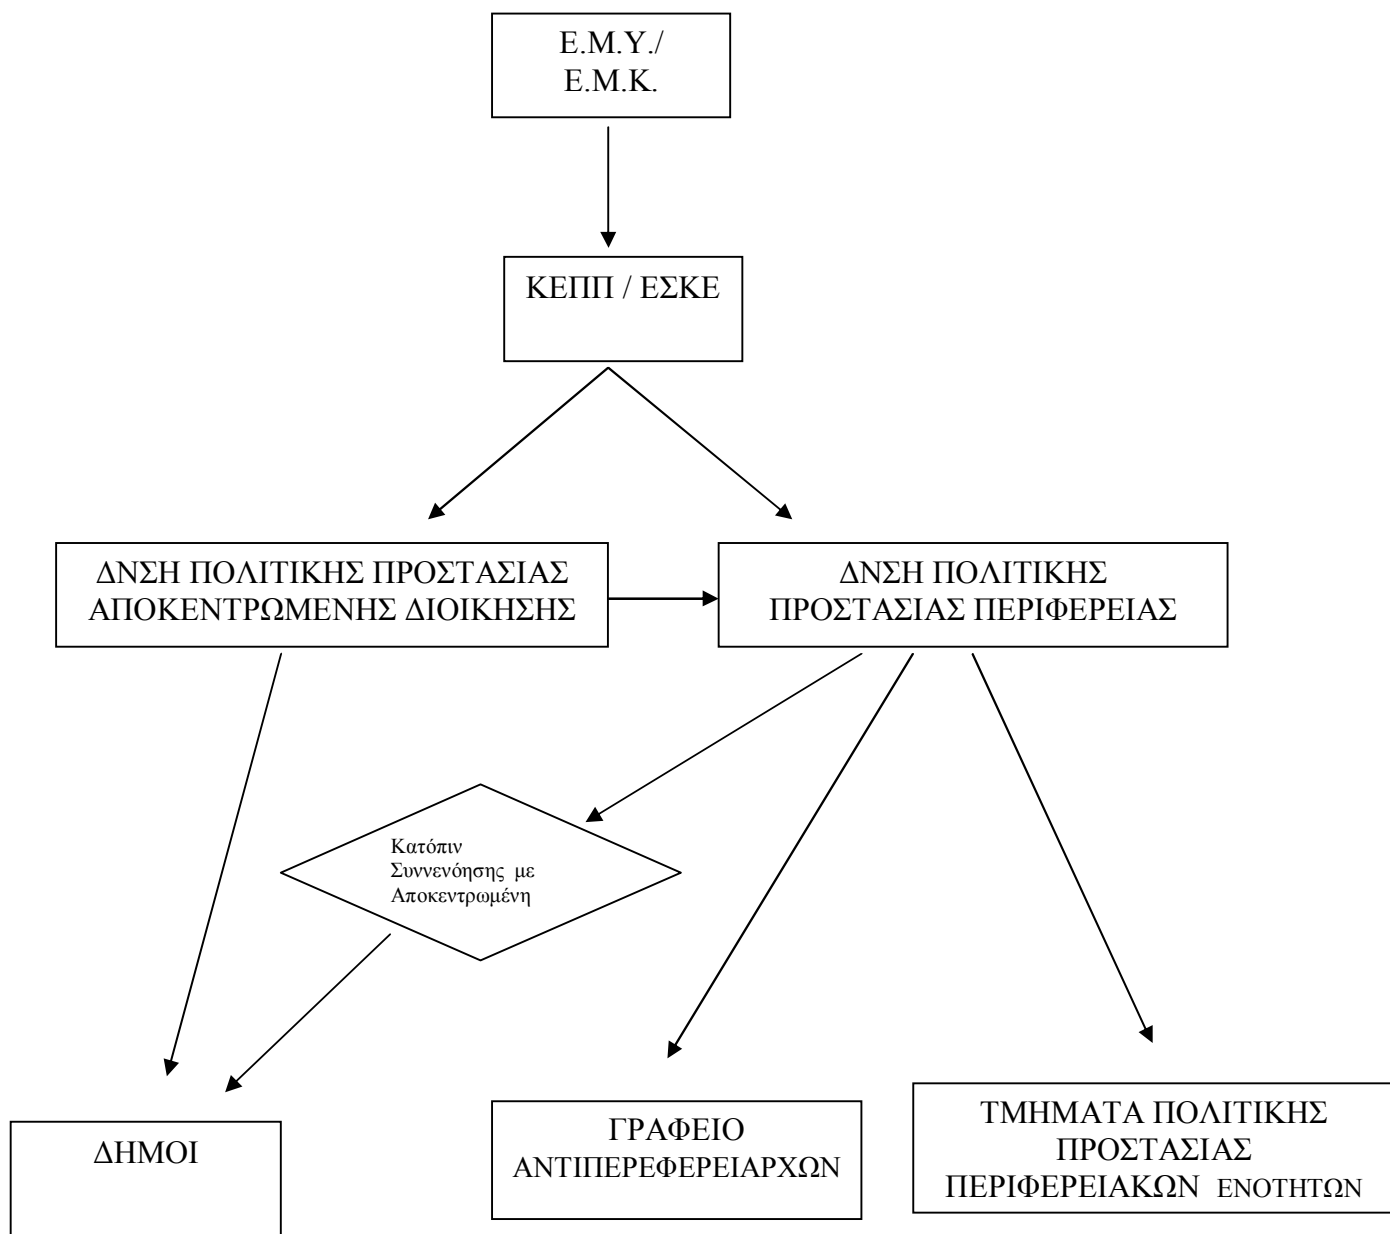 Ε.Μ.Υ./
Ε.Μ.Κ.
ΚΕΠΠ / ΕΣΚΕ
ΔΝΣΗ ΠΟΛΙΤΙΚΗΣ ΠΡΟΣΤΑΣΙΑΣ
ΑΠΟΚΕΝΤΡΩΜΕΝΗΣ ΔΙΟΙΚΗΣΗΣ
ΔΝΣΗ ΠΟΛΙΤΙΚΗΣ
ΠΡΟΣΤΑΣΙΑΣ ΠΕΡΙΦΕΡΕΙΑΣ
Κατόπιν
Συννενόησης με
Αποκεντρωμένη
ΔΗΜΟΙ
ΓΡΑΦΕΙΟ
ΑΝΤΙΠΕΡΕΦΕΡΕΙΑΡΧΩΝ
ΤΜΗΜΑΤΑ ΠΟΛΙΤΙΚΗΣ
ΠΡΟΣΤΑΣΙΑΣ
ΠΕΡΙΦΕΡΕΙΑΚΩΝ ΕΝΟΤΗΤΩΝ